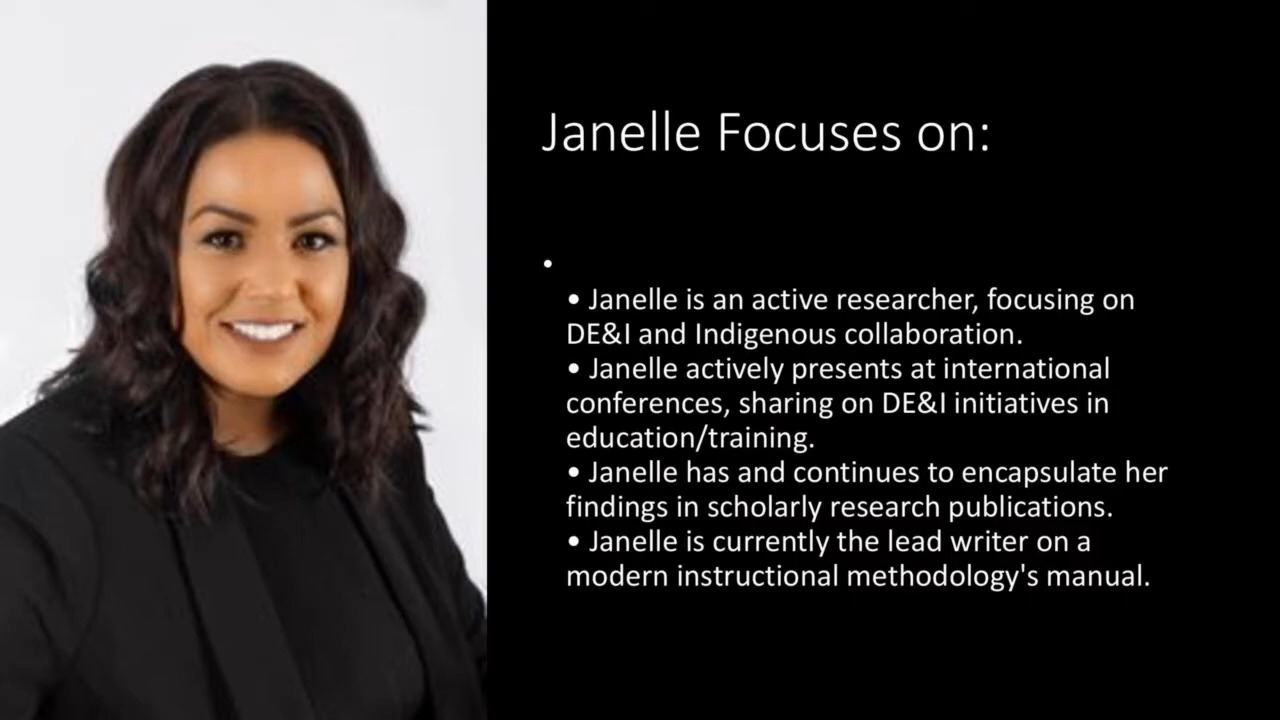 Janelle Focuses on:
•
• Janelle is an active researcher, focusing on
DE&I and Indigenous collaboration.
• Janelle actively presents at international
conferences, sharing on DE&I initiatives in
education/training.
• Janelle has and continues to encapsulate her
findings in scholarly research publications.
• Janelle is currently the lead writer on a
modern instructional methodology's manual.